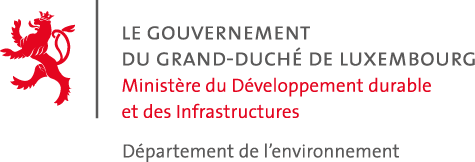 LE GOUVERNEMENT
DU GRAND-DUCHÉ DE LUXEMBOURG
Ministère du Développement durable
et des Infrastructures
Département de l'environnement